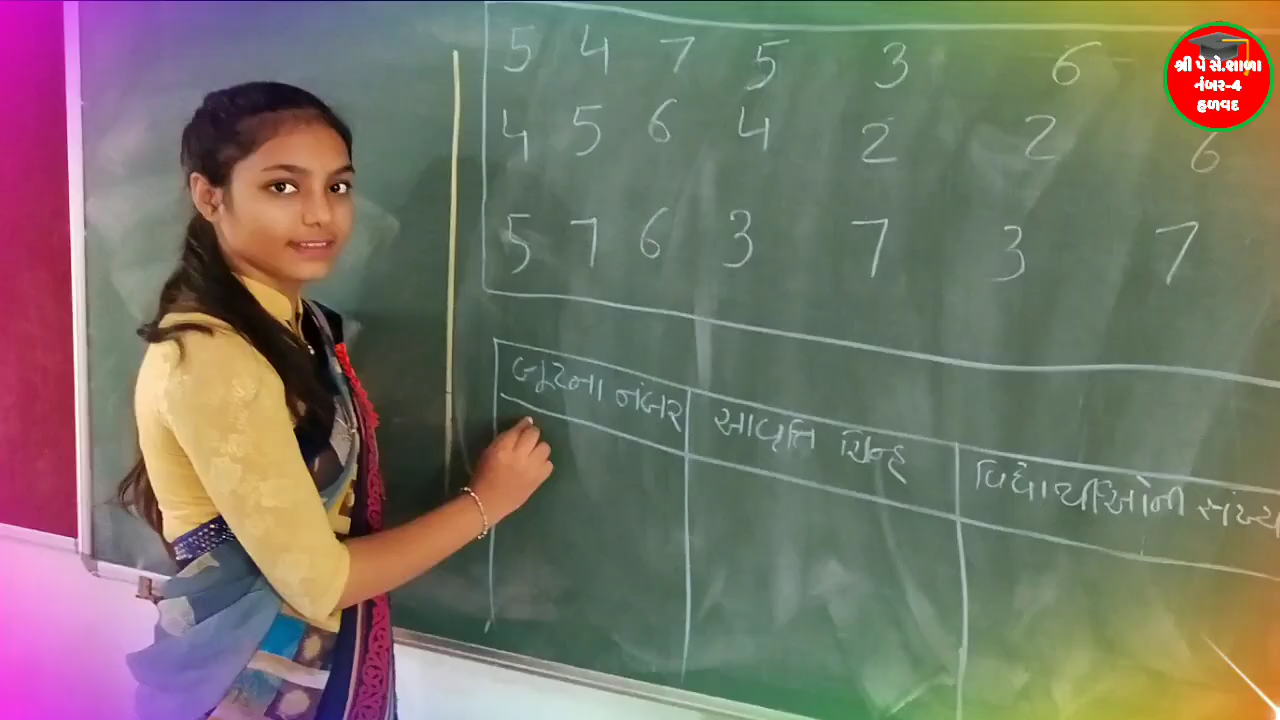 5 4 7 5 3 6
4 5 6 4 2 2 6
5 7 6 3 7 3 7
બૂટના નંબર
આવૃત્તિ ચિન્હ
વિદ્યાર્થીઓની સંખ્યા
શ્રી પે સે.શાળા
નંબર-4
હળવદ